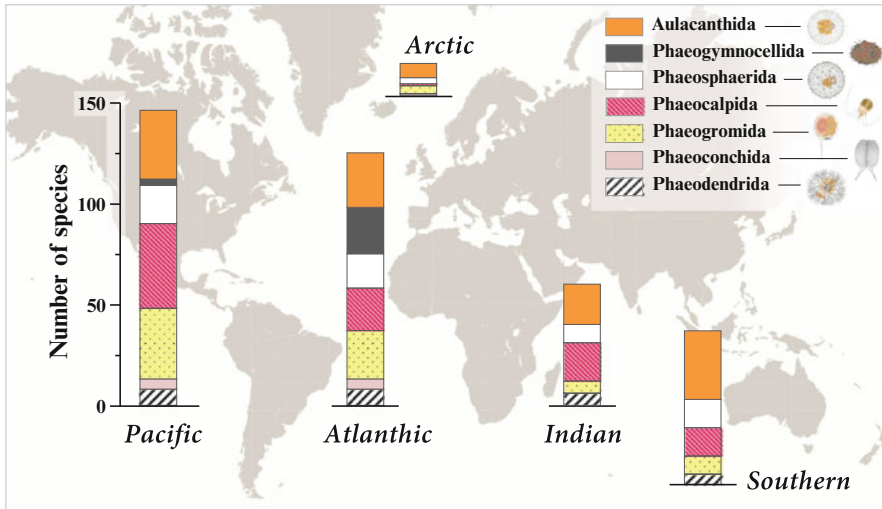 Arctic
Aulacanthida
Phaeogymnocellida
Phaeosphaerida
Phaeocalpida
Phaeogromida
Phaeoconchida
Phaeodendrida
Number of species
150
100
50
0
Pacific
Atlanthic
Indian
Southern